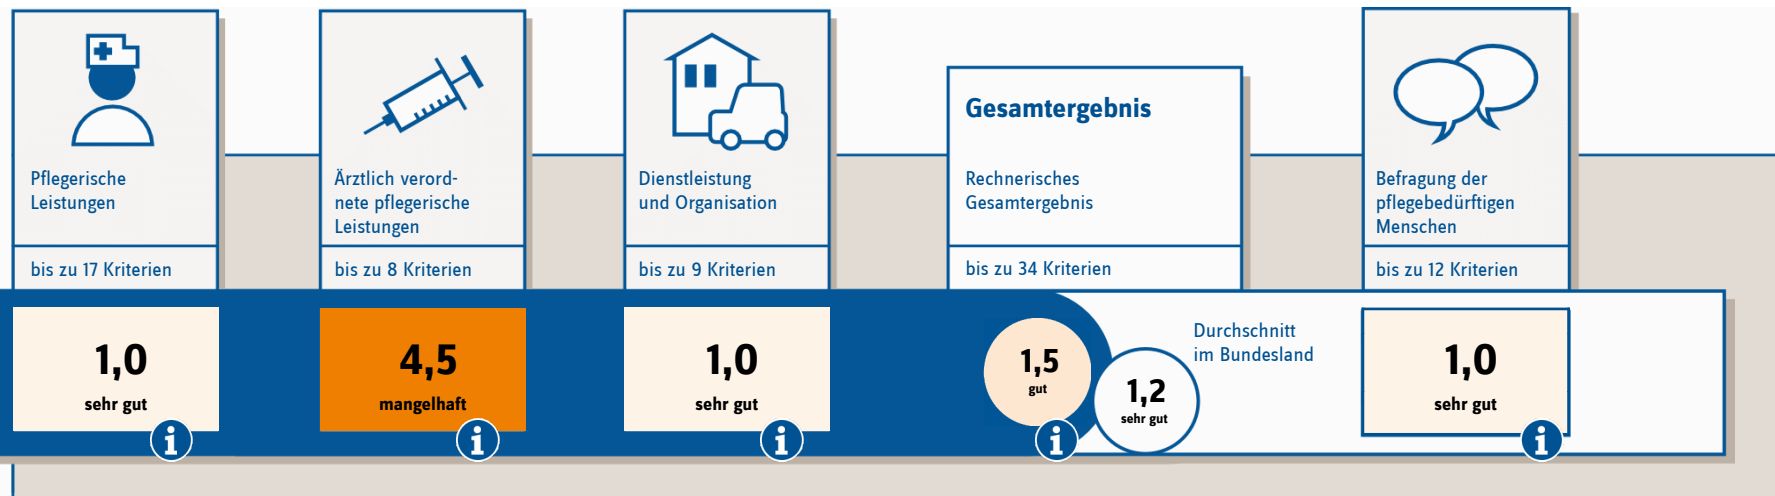 Pflegerische
Leistungen
bis zu 17 Kriterien
1,0
sehr gut
Ärztlich verord-
nete pflegerische
Leistungen
bis zu 8 Kriterien
4,5
mangelhaft
Dienstleistung
und Organisation
bis zu 9 Kriterien
1,0
sehr gut
Gesamtergebnis
Rechnerisches
Gesamtergebnis
bis zu 34 Kriterien
1,5
gut
1,2
sehr gut
Durchschnitt
im Bundesland
Befragung der
pflegebedürftigen
Menschen
bis zu 12 Kriterien
1,0
sehr gut